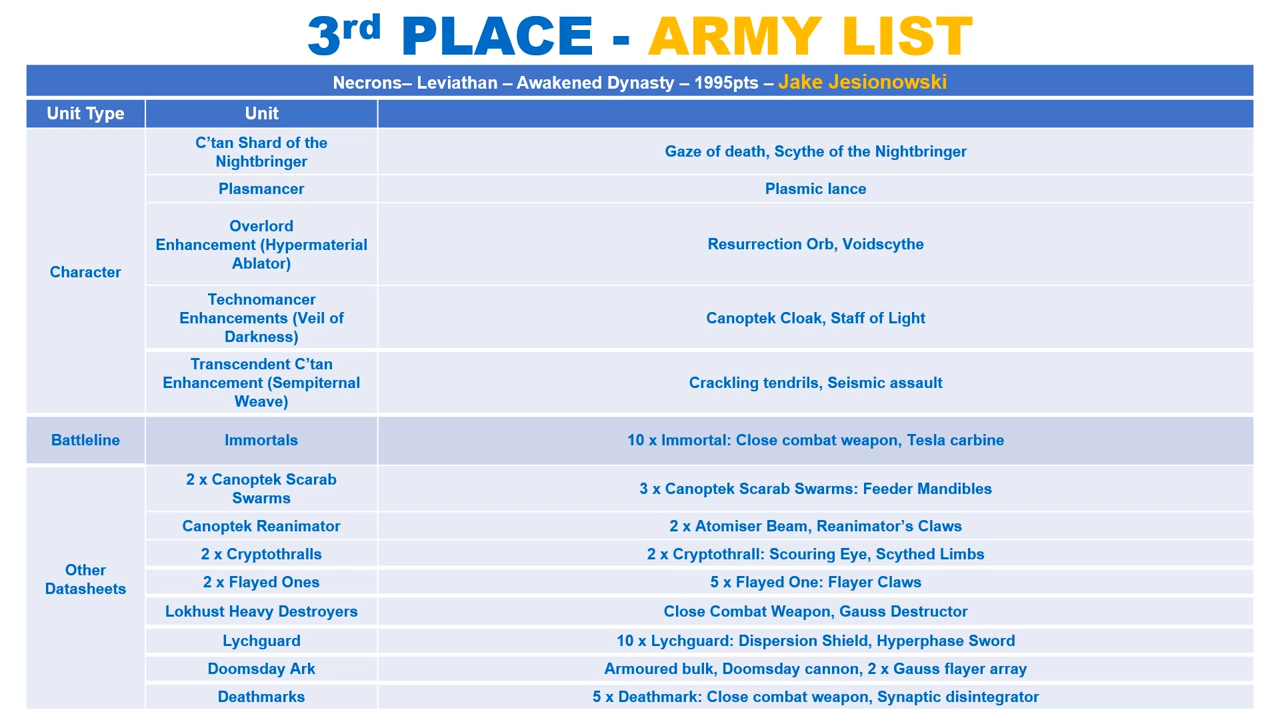 3rd PLACE - ARMY LIST
Necrons– Leviathan – Awakened Dynasty – 1995pts – Jake Jesionowski
Unit Type
Unit
Character
C’tan Shard of the
Nightbringer
Gaze of death, Scythe of the Nightbringer
Plasmancer
Plasmic lance
Overlord
Enhancement (Hypermaterial
Ablator)
Resurrection Orb, Voidscythe
Technomancer
Enhancements (Veil of
Darkness)
Canoptek Cloak, Staff of Light
Transcendent C’tan
Enhancement (Sempiternal
Weave)
Crackling tendrils, Seismic assault
Battleline
Immortals
10 x Immortal: Close combat weapon, Tesla carbine
Other
Datasheets
2 x Canoptek Scarab
Swarms
3 x Canoptek Scarab Swarms: Feeder Mandibles
Canoptek Reanimator
2 x Atomiser Beam, Reanimator’s Claws
2 x Cryptothralls
2 x Cryptothrall: Scouring Eye, Scythed Limbs
2 x Flayed Ones
5 x Flayed One: Flayer Claws
Lokhust Heavy Destroyers
Close Combat Weapon, Gauss Destructor
Lychguard
10 x Lychguard: Dispersion Shield, Hyperphase Sword
Doomsday Ark
Armoured bulk, Doomsday cannon, 2 x Gauss flayer array
Deathmarks
5 x Deathmark: Close combat weapon, Synaptic disintegrator